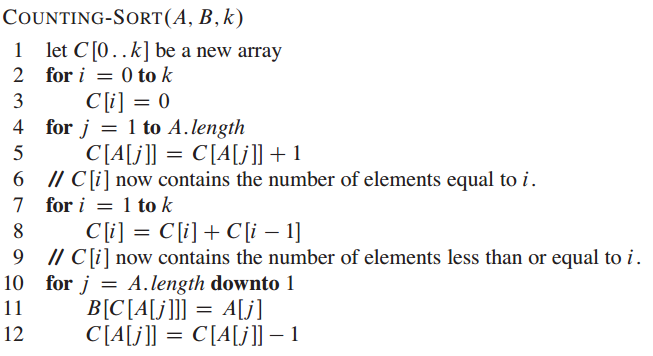 COUNTING-SORT(A, B, k)
1 let C[0..k] be a new array
2 for i = 0 to k
3 C[i] = 0
4 for j = 1 to A.length
5 C[A[j]] = C[A[j]] + 1
6 // C[i] now contains the number of elements equal to i.
7 for i = 1 to k
8 C[i] = C[i] + C[i − 1]
9 // C[i] now contains the number of elements less than or equal to i.
10 for j = A.length downto 1
11 B[C[A[j]]] = A[j]
12 C[A[j]] = C[A[j]] − 1